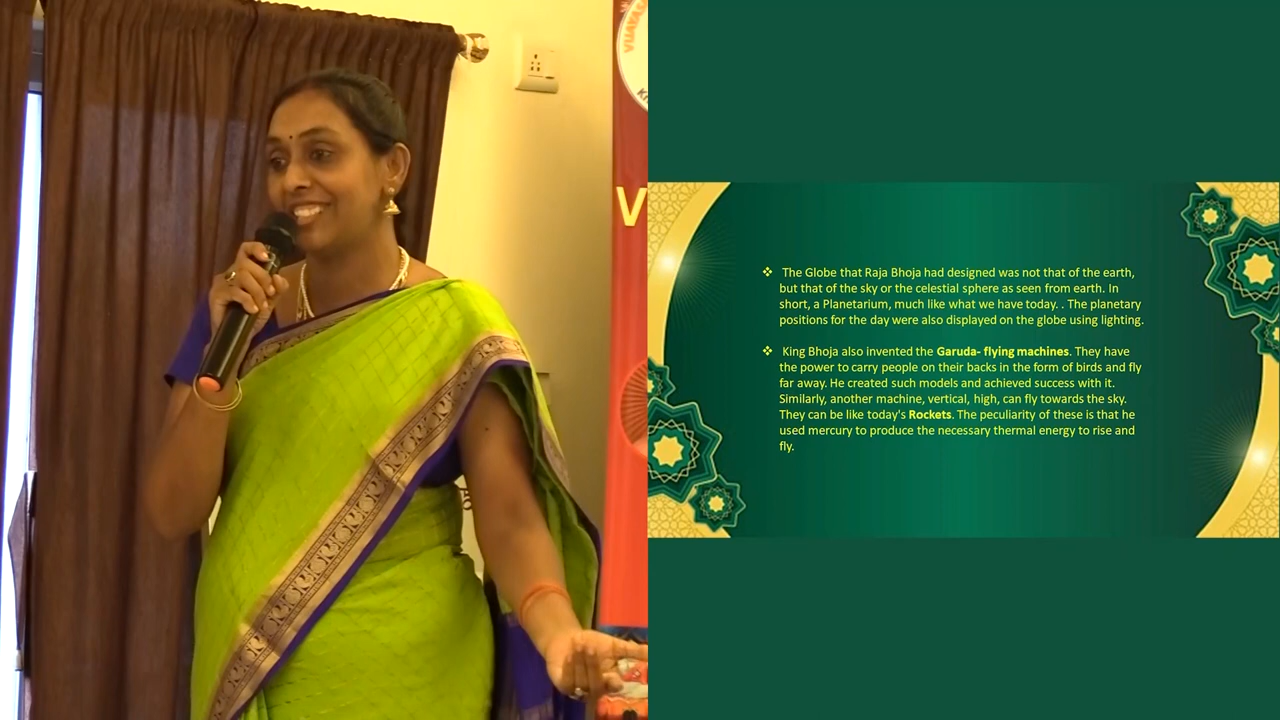 VIJAYA
V
❖ The Globe that Raja Bhoja had designed was not that of the earth,
but that of the sky or the celestial sphere as seen from earth. In
short, a Planetarium, much like what we have today. . The planetary
positions for the day were also displayed on the globe using lighting.
❖ King Bhoja also invented the Garuda- flying machines. They have
the power to carry people on their backs in the form of birds and fly
far away. He created such models and achieved success with it.
Similarly, another machine, vertical, high, can fly towards the sky.
They can be like today's Rockets. The peculiarity of these is that he
used mercury to produce the necessary thermal energy to rise and
fly.